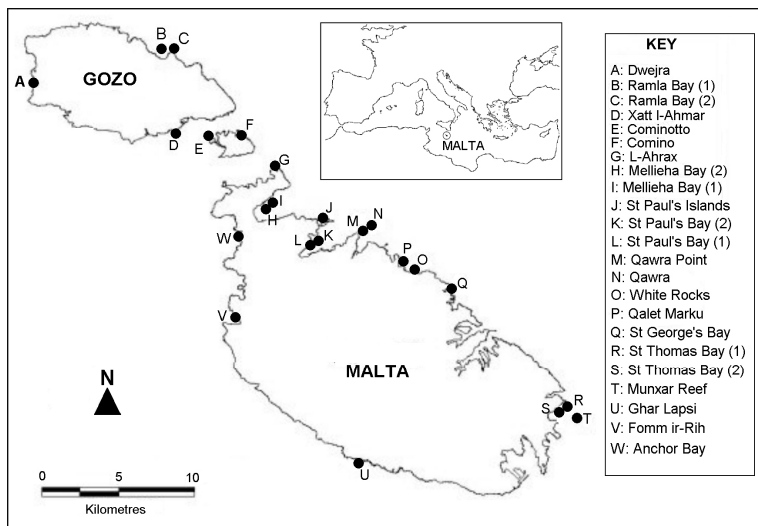 B C
A
GOZO
D
E
F
G
I
H
J
W
L
K
M
N
P
O
Q
V
MALTA
N
R
S
T
U
0 5 10
Kilometres
MALTA
KEY
A: Dwejra
B: Ramla Bay (1)
C: Ramla Bay (2)
D: Xatt l-Ahmar
E: Cominotto
F: Comino
G: L-Ahrax
H: Mellieha Bay (2)
I: Mellieha Bay (1)
J: St Paul's Islands
K: St Paul's Bay (2)
L: St Paul's Bay (1)
M: Qawra Point
N: Qawra
O: White Rocks
P: Qalet Marku
Q: St George's Bay
R: St Thomas Bay (1)
S: St Thomas Bay (2)
T: Munxar Reef
U: Ghar Lapsi
V: Fomm ir-Rih
W: Anchor Bay